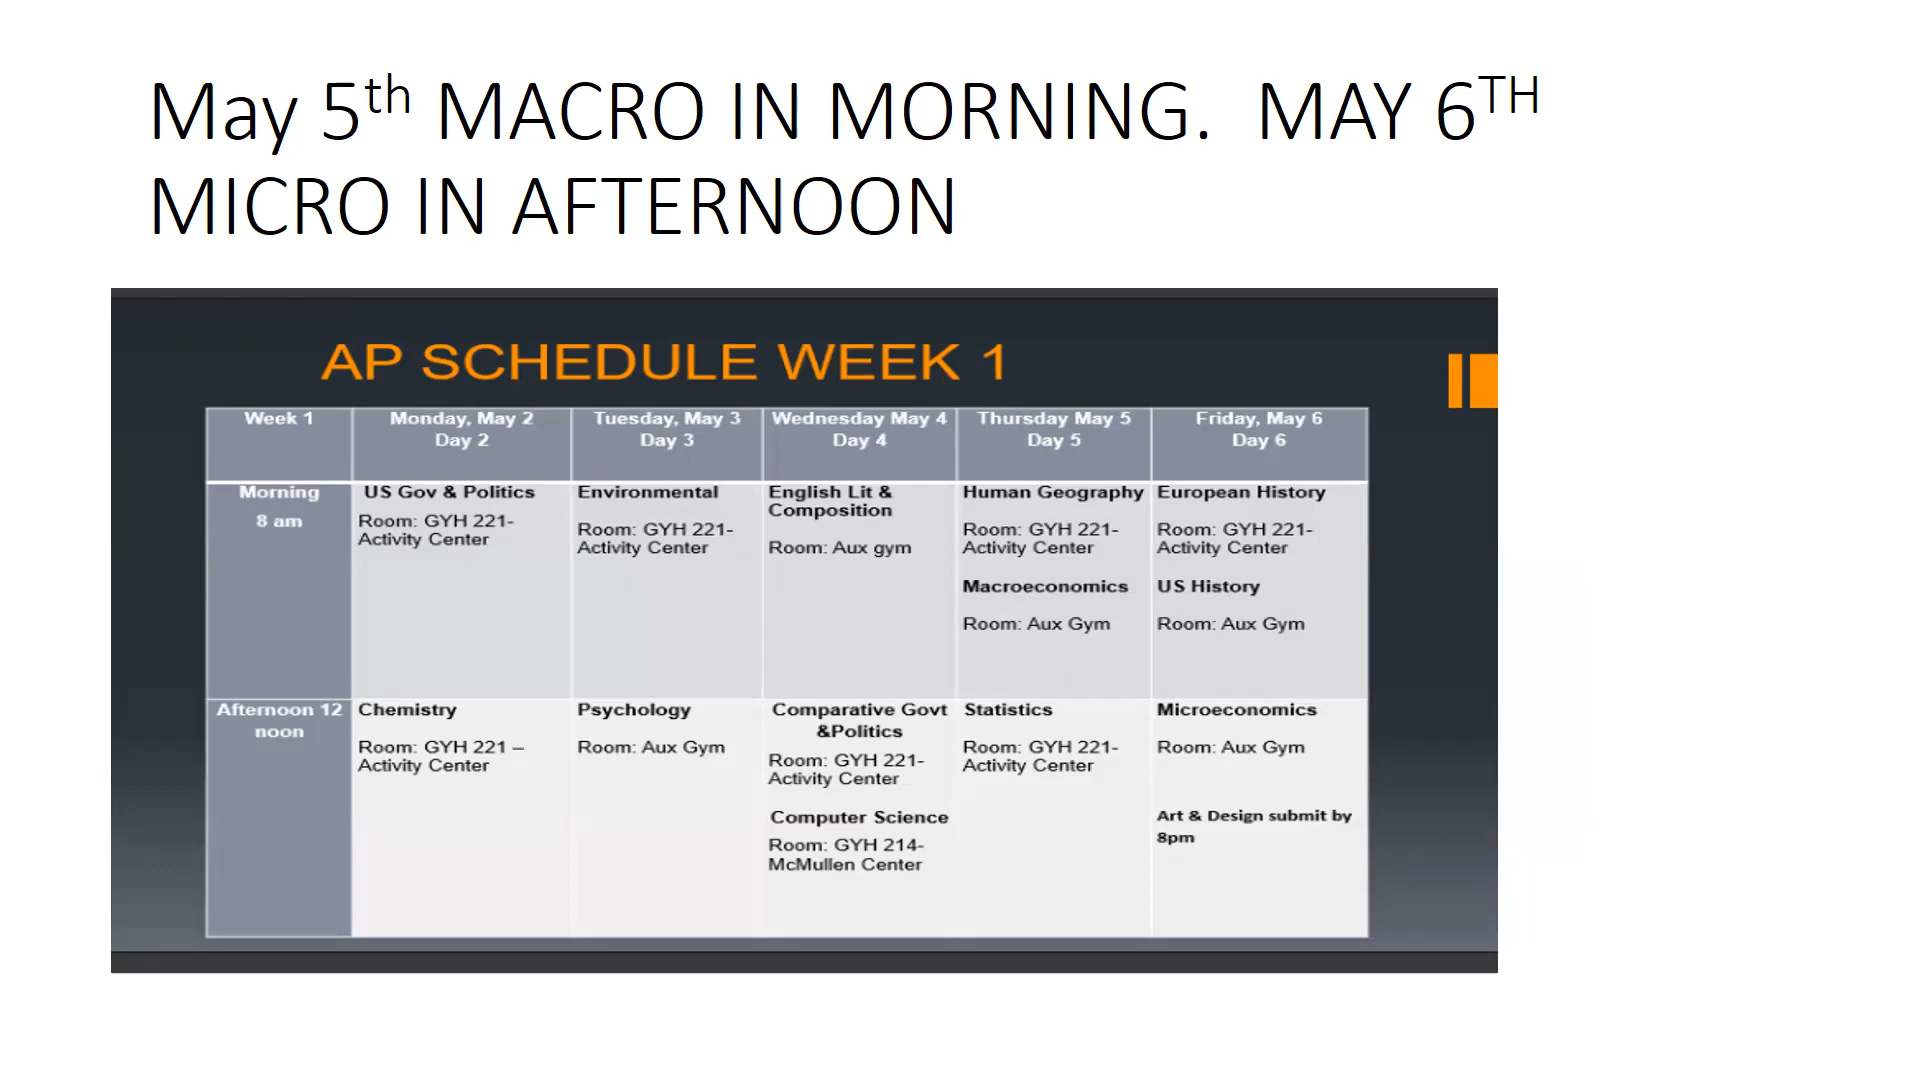 May 5th MACRO IN MORNING.  MAY 6TH
MICRO IN AFTERNOON
AP SCHEDULE WEEK 1
Week 1
Monday, May 2
Day 2
Tuesday, May 3
Day 3
Wednesday May 4
Day 4
Thursday May 5
Day 5
Friday, May 6
Day 6
Morning
8 am
US Gov & Politics
Room: GYH 221-
Activity Center
Environmental
Room: GYH 221-
Activity Center
English Lit &
Composition
Room: Aux gym
Human Geography
Room: GYH 221-
Activity Center
Macroeconomics
Room: Aux Gym
European History
Room: GYH 221-
Activity Center
US History
Room: Aux Gym
Afternoon 12
noon
Chemistry
Room: GYH 221 –
Activity Center
Psychology
Room: Aux Gym
Comparative Govt
&Politics
Room: GYH 221-
Activity Center
Computer Science
Room: GYH 214-
McMullen Center
Statistics
Room: GYH 221-
Activity Center
Microeconomics
Room: Aux Gym
Art & Design submit by
8pm